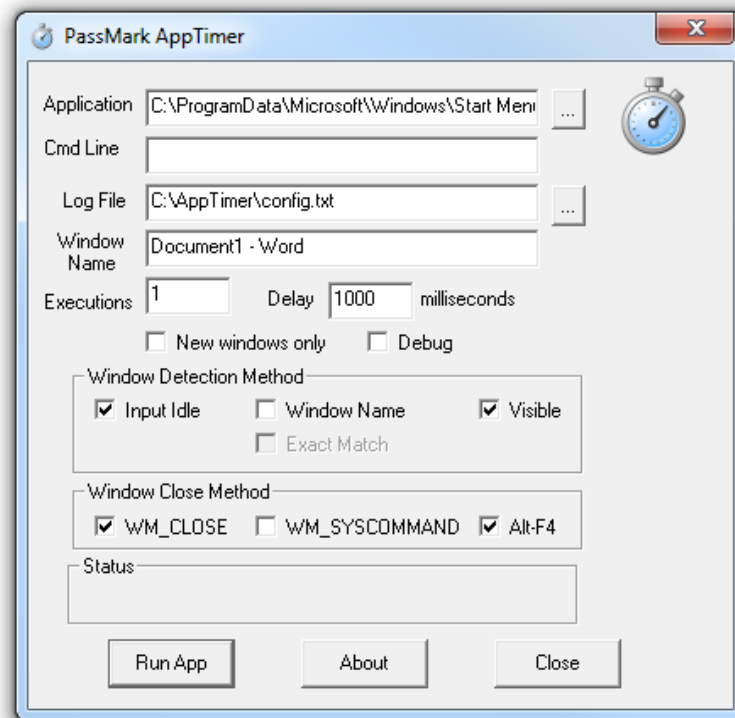 PassMark AppTimer
Application C:\ProgramData\Microsoft\Windows\Start Menu ...
Cmd Line
Log File C:\AppTimer\config.txt ...
Window Name Document1 - Word
Executions 1 Delay 1000 milliseconds
New windows only Debug
Window Detection Method
Input Idle Window Name Visible
Exact Match
Window Close Method
WM_CLOSE WM_SYSCOMMAND Alt-F4
Status
Run App About Close